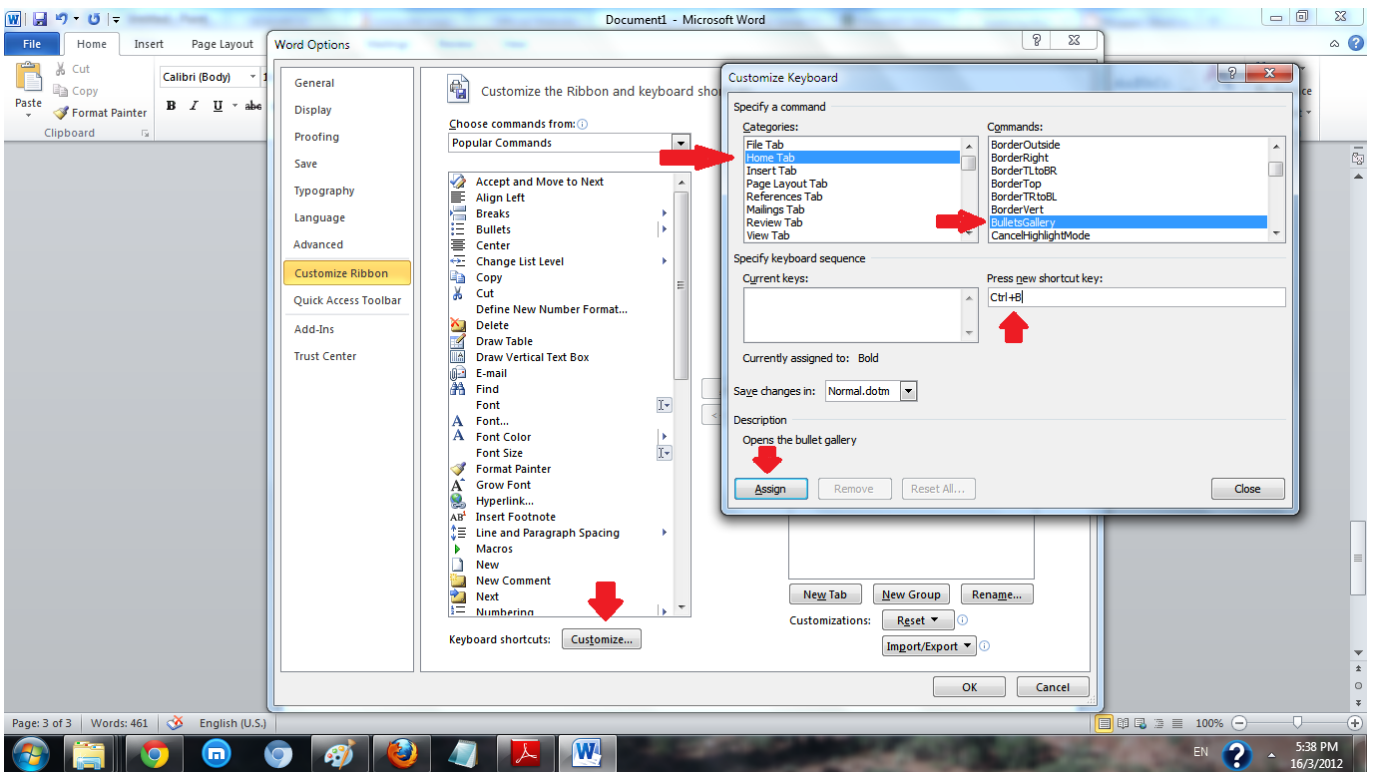 Document1 - Microsoft Word
File Home Insert Page Layout
Cut
Copy
Format Painter
Paste
Clipboard
Calibri (Body)
B I U abc
Word Options
General
Display
Proofing
Save
Typography
Language
Advanced
Customize Ribbon
Quick Access Toolbar
Add-Ins
Trust Center
Customize the Ribbon and keyboard
Choose commands from:
Popular Commands
Accept and Move to Next
Align Left
Breaks
Bullets
Center
Change List Level
Copy
Cut
Define New Number Format...
Delete
Draw Table
Draw Vertical Text Box
E-mail
Find
Font
Font...
Font Color
Font Size
Format Painter
Grow Font
Hyperlink...
Insert Footnote
Line and Paragraph Spacing
Macros
New
New Comment
Next
Numbering
Keyboard shortcuts: Customize...
Customize Keyboard
Specify a command
Categories:
File Tab
Home Tab
Insert Tab
Page Layout Tab
References Tab
Mailings Tab
Review Tab
View Tab
Commands:
BorderOutside
BorderRight
BorderTLtoBR
BorderTop
BorderTRtoBL
BorderVert
BulletsGallery
CancelHighlightMode
Specify keyboard sequence
Current keys:
Press new shortcut key:
Ctrl+B
Currently assigned to: Bold
Save changes in: Normal.dotm
Description
Opens the bullet gallery
Assign Remove Reset All... Close
New Tab New Group Rename...
Customizations: Reset
Import/Export
OK Cancel
Page: 3 of 3 Words: 461 English (U.S.) 100%
EN
5:38 PM
16/3/2012